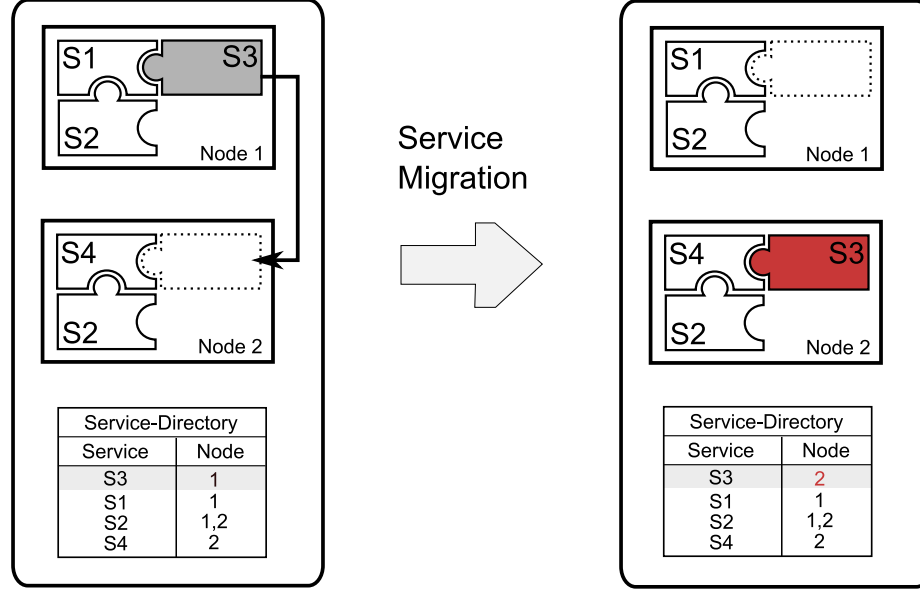 S1 S3
S2
Node 1
S4
S2
Node 2
Service-Directory
Service Node
S3 1
S1 1
S2 1,2
S4 2
Service
Migration
S1
S2
Node 1
S4 S3
S2
Node 2
Service-Directory
Service Node
S3 2
S1 1
S2 1,2
S4 2